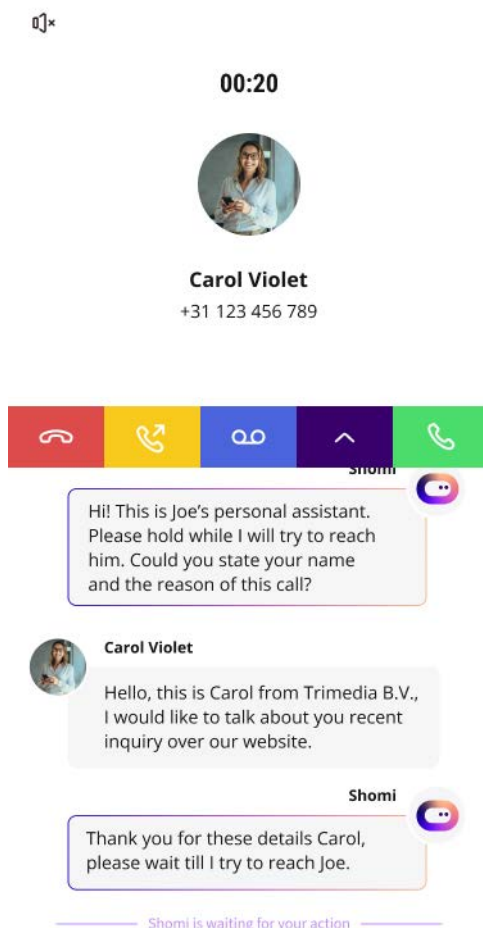 00:20
Carol Violet
+31 123 456 789
Shomi
Hi! This is Joe’s personal assistant.
Please hold while I will try to reach
him. Could you state your name
and the reason of this call?
Carol Violet
Hello, this is Carol from Trimedia B.V.,
I would like to talk about you recent
inquiry over our website.
Shomi
Thank you for these details Carol,
please wait till I try to reach Joe.
Shomi is waiting for your action